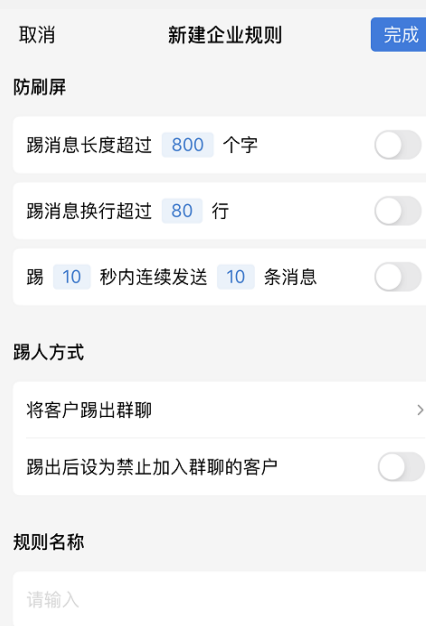 取消 新建企业规则 完成
防刷屏
踢消息长度超过 800 个字
踢消息换行超过 80 行
踢 10 秒内连续发送 10 条消息
踢人方式
将客户踢出群聊
踢出后设为禁止加入群聊的客户
规则名称
请输入